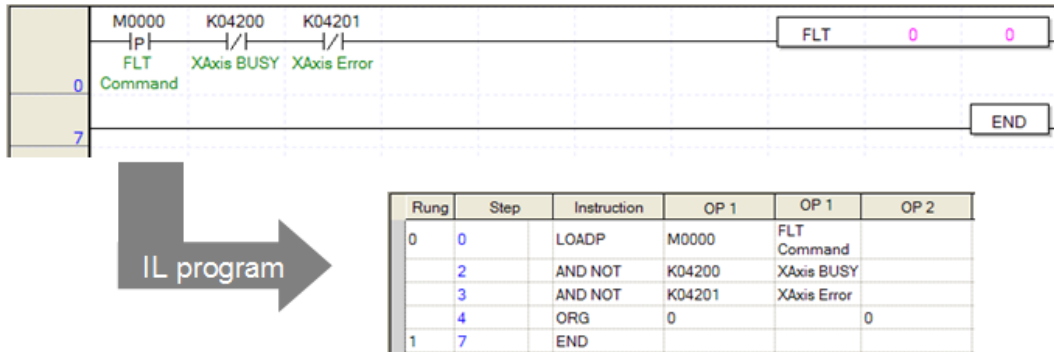 M0000 K04200 K04201
P / /
FLT 0 0
FLT XAxis BUSY XAxis Error
Command
0
END
7
IL program
Rung Step Instruction OP 1 OP 1 OP 2
0 0 LOADP M0000 FLT Command
2 AND NOT K04200 XAxis BUSY
3 AND NOT K04201 XAxis Error
4 ORG 0 0
1 7 END